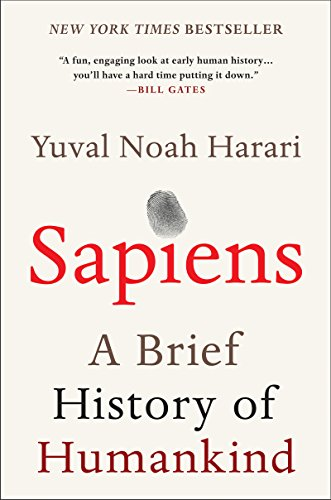 NEW YORK TIMES BESTSELLER
“A fun, engaging look at early human history…
you’ll have a hard time putting it down.”
—BILL GATES
Yuval Noah Harari
Sapiens
A Brief
History of
Humankind